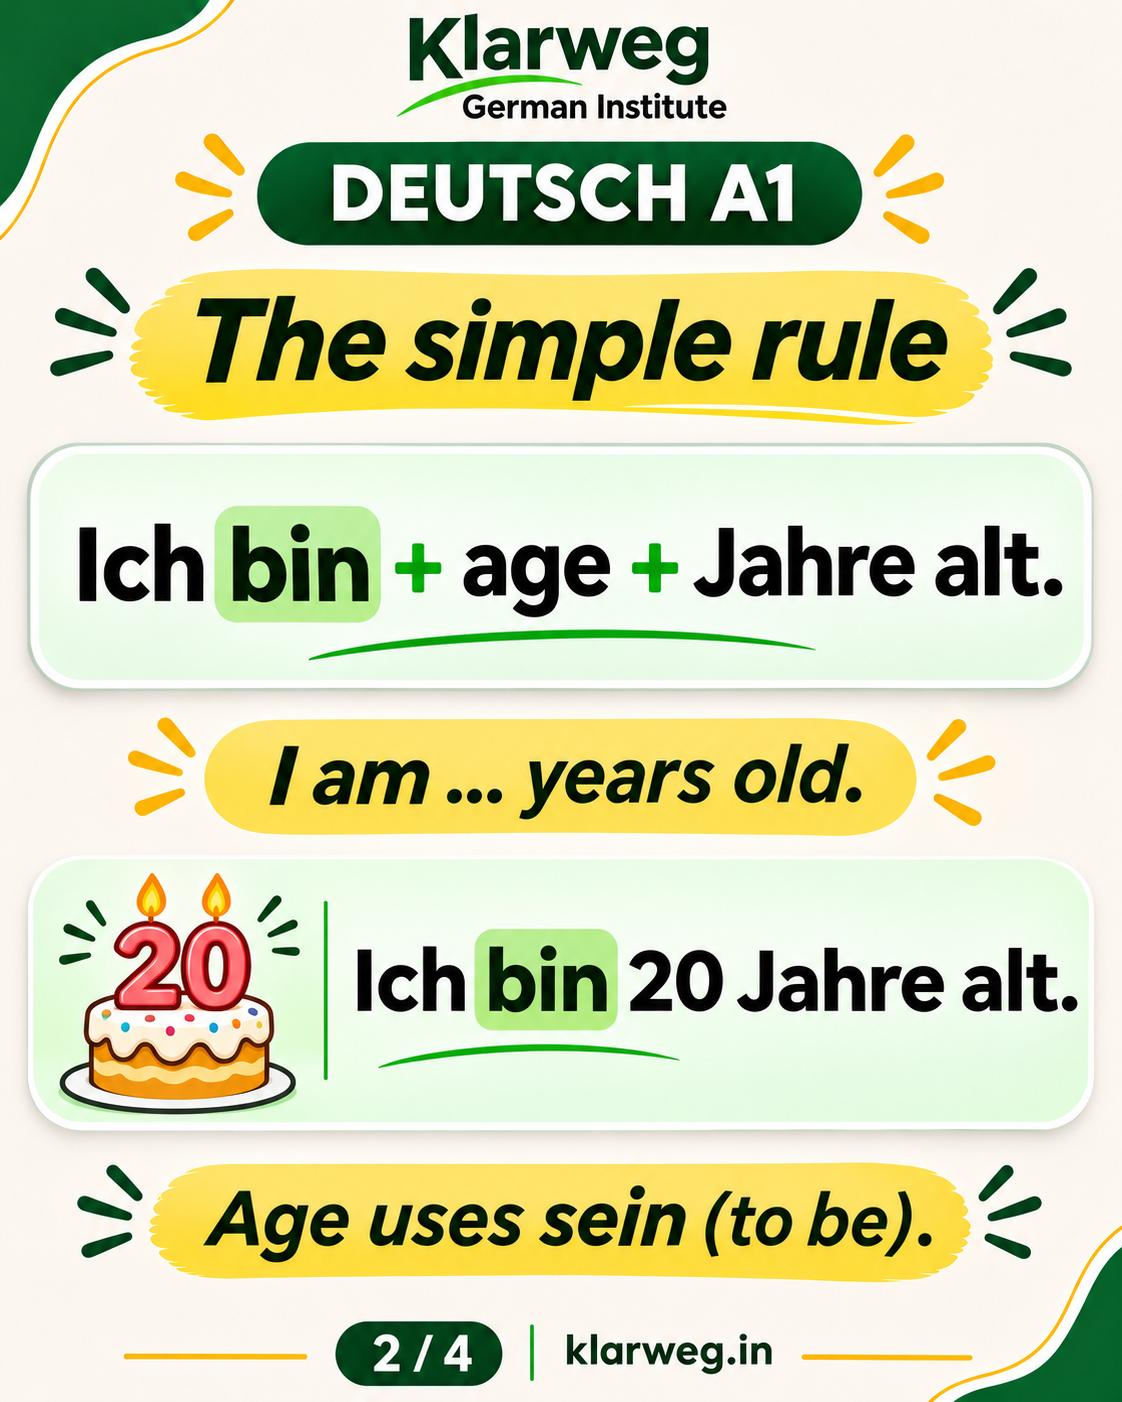 Klarweg
German Institute
DEUTSCH A1
The simple rule
Ich bin + age + Jahre alt.
I am ... years old.
20
Ich bin 20 Jahre alt.
Age uses sein (to be).
2 / 4
klarweg.in